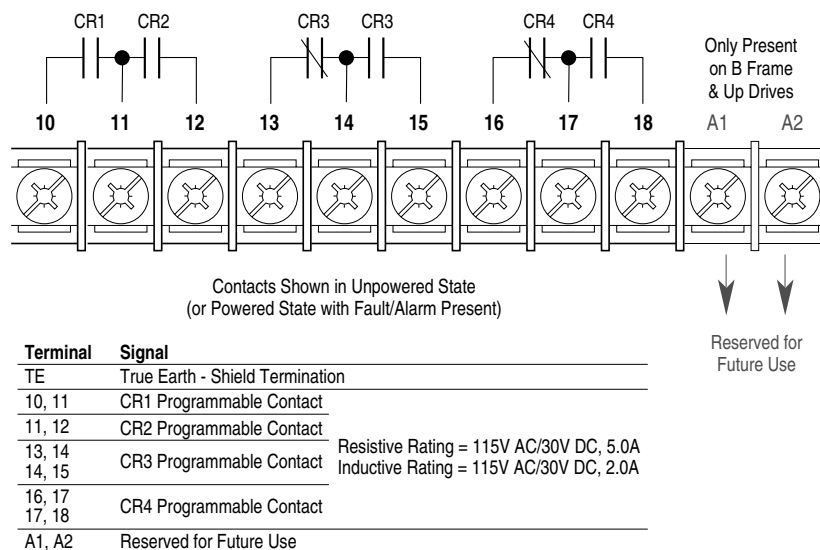 CR1 CR2 CR3 CR3 CR4 CR4
Only Present
on B Frame
& Up Drives
10 11 12 13 14 15 16 17 18 A1 A2
Contacts Shown in Unpowered State
(or Powered State with Fault/Alarm Present)
Reserved for
Future Use
Terminal Signal
TE True Earth - Shield Termination
10, 11 CR1 Programmable Contact
11, 12 CR2 Programmable Contact
13, 14
14, 15
CR3 Programmable Contact
16, 17
17, 18
CR4 Programmable Contact
Resistive Rating = 115V AC/30V DC, 5.0A
Inductive Rating = 115V AC/30V DC, 2.0A
A1, A2 Reserved for Future Use